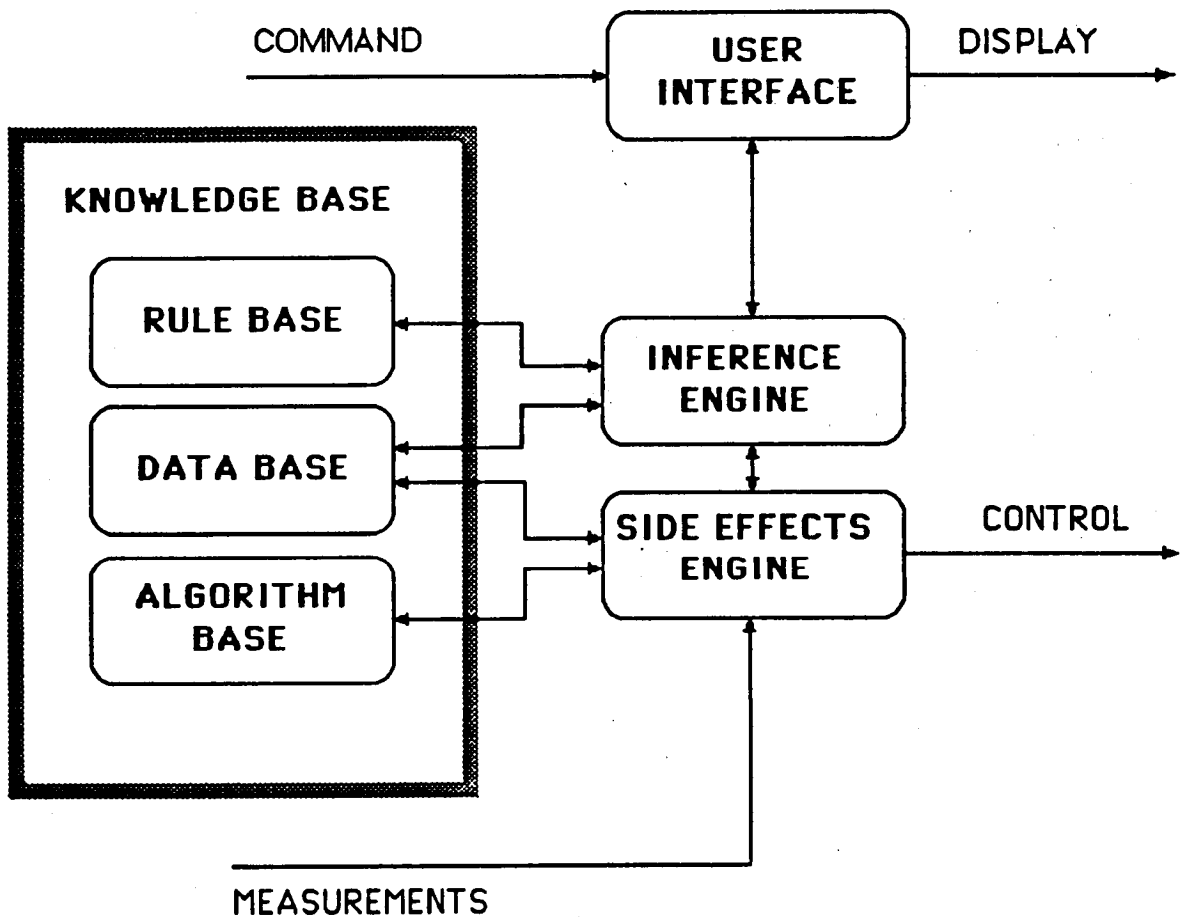 COMMAND
USER
INTERFACE
DISPLAY
KNOWLEDGE BASE
RULE BASE
DATA BASE
ALGORITHM
BASE
INFERENCE
ENGINE
SIDE EFFECTS
ENGINE
CONTROL
MEASUREMENTS